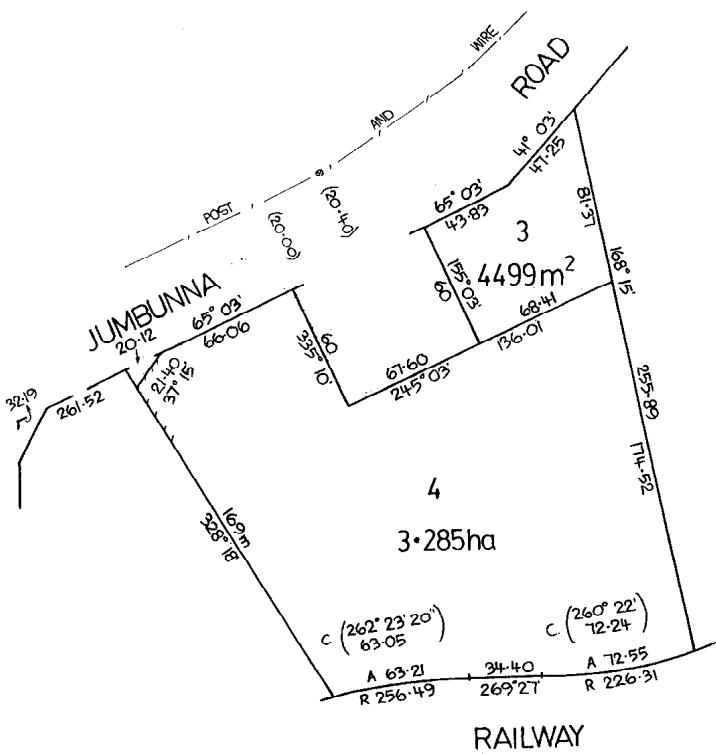 WIRE
AND
POST
ROAD
JUMBUNNA
(20·00)
(20·40)
41° 03'
47·25
65° 03'
43·83
3
4499m²
81·37
168° 15'
155° 03'
60
68·41
136·01
65° 03'
66·06
20·12
21·40
37° 15'
32·19
261·52
60
335° 10'
67·60
245° 03'
255·89
174·52
4
3·285ha
169m
328° 18'
C (262° 23' 20")
63·05
C. (260° 22')
72·24
A 63·21
R 256·49
34·40
269°27'
A 72·55
R 226·31
RAILWAY